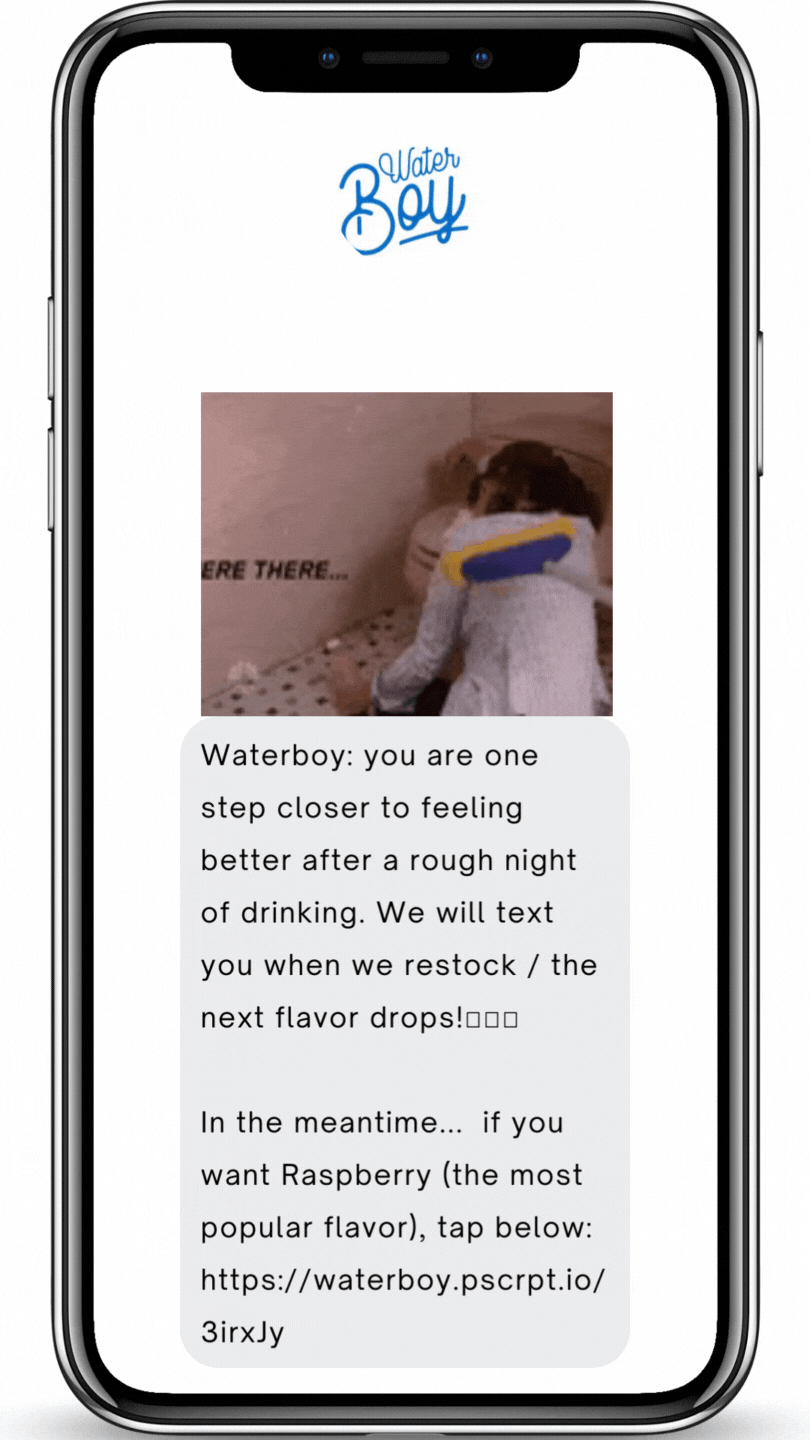 Water
Boy
ERE THERE...
Waterboy: you are one
step closer to feeling
better after a rough night
of drinking. We will text
you when we restock / the
next flavor drops!□□□
In the meantime...  if you
want Raspberry (the most
popular flavor), tap below:
https://waterboy.pscrpt.io/
3irxJy